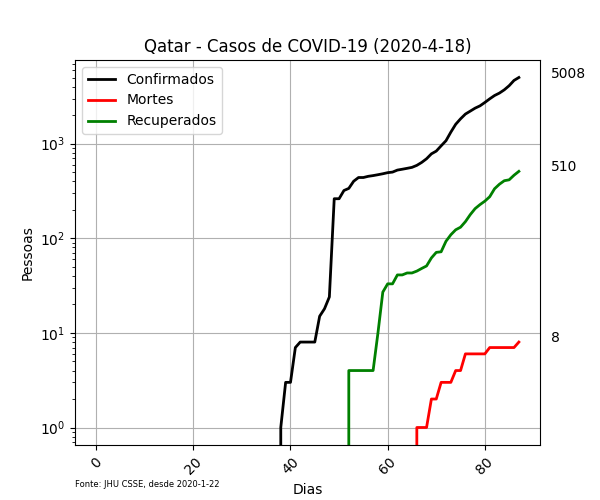 Qatar - Casos de COVID-19 (2020-4-18)
Confirmados
Mortes
Recuperados
5008
510
8
10³
10²
10¹
10⁰
Pessoas
0
20
40
60
80
Dias
Fonte: JHU CSSE, desde 2020-1-22